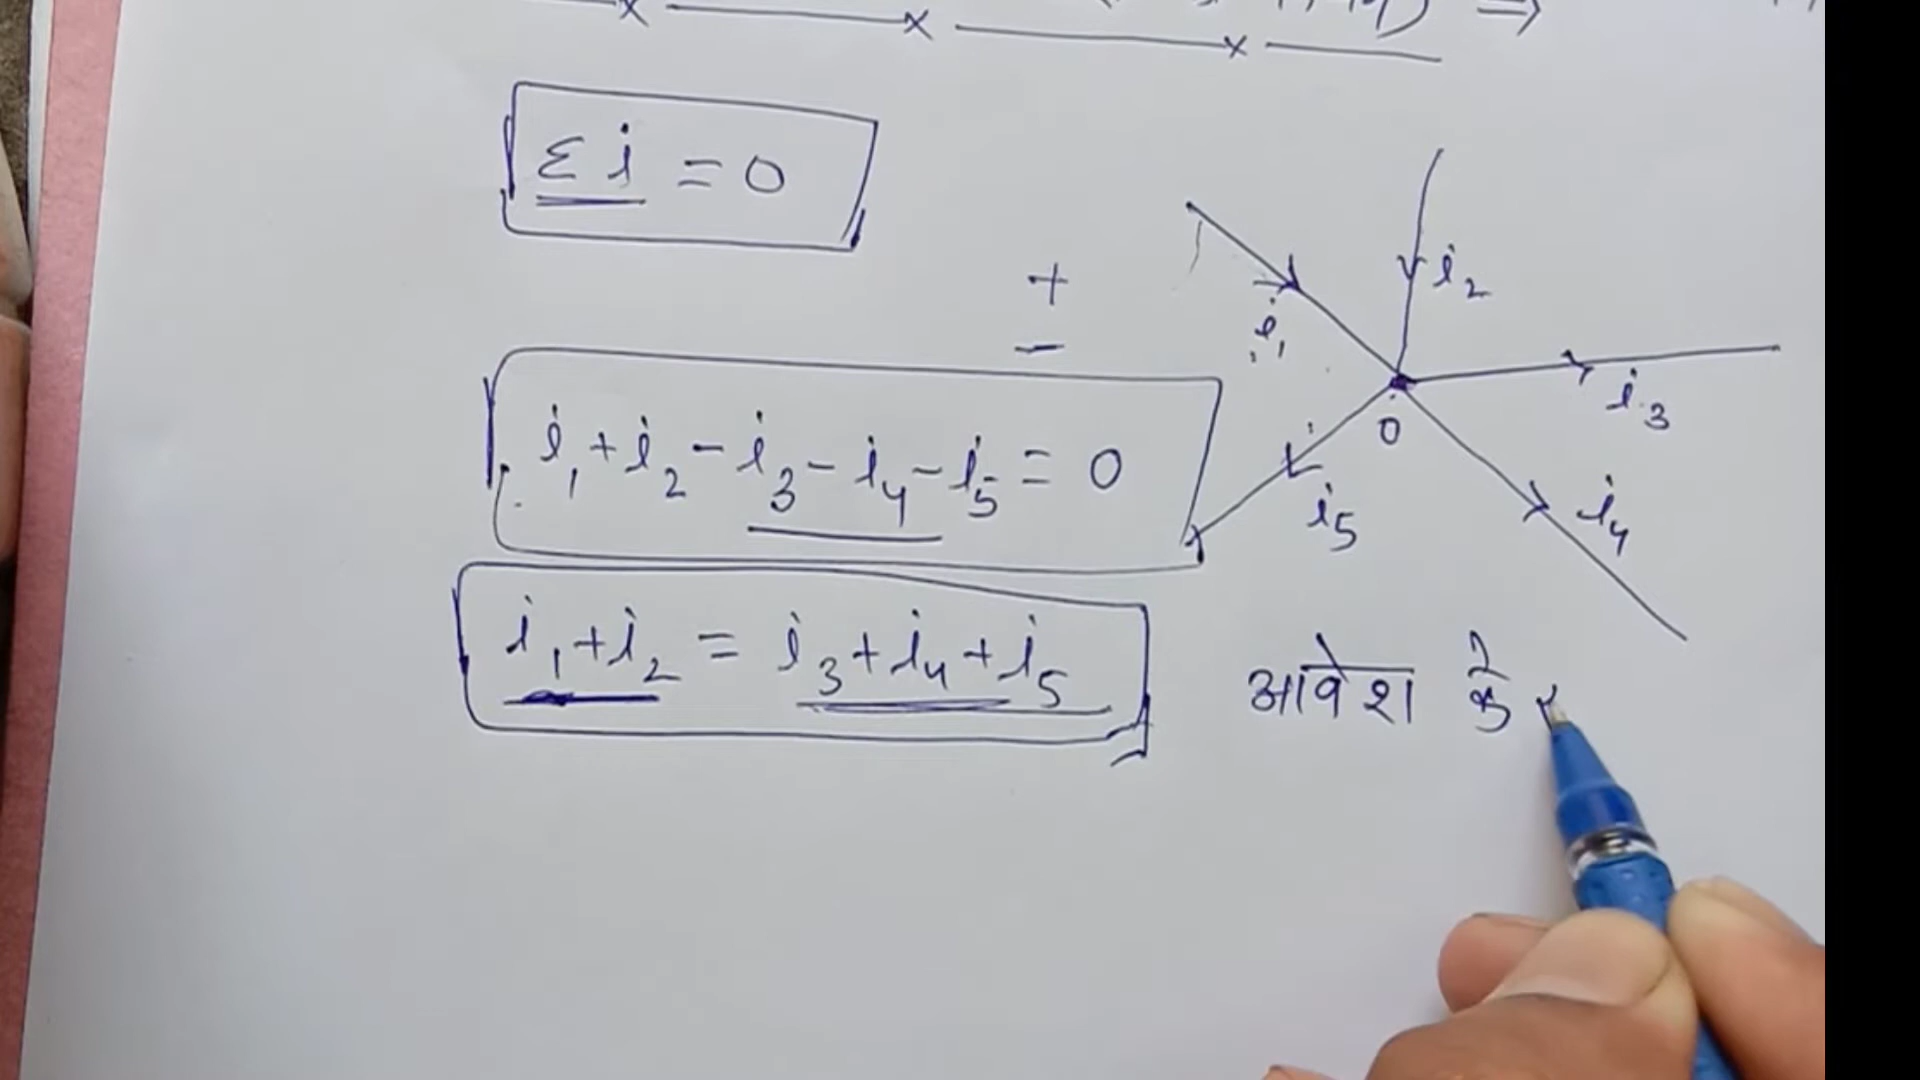 ⇒
Σi = 0
+
−
i₁ + i₂ − i₃ − i₄ − i₅ = 0
i₁ + i₂ = i₃ + i₄ + i₅
i₁
i₂
i₃
0
i₅
i₄
आवेश के